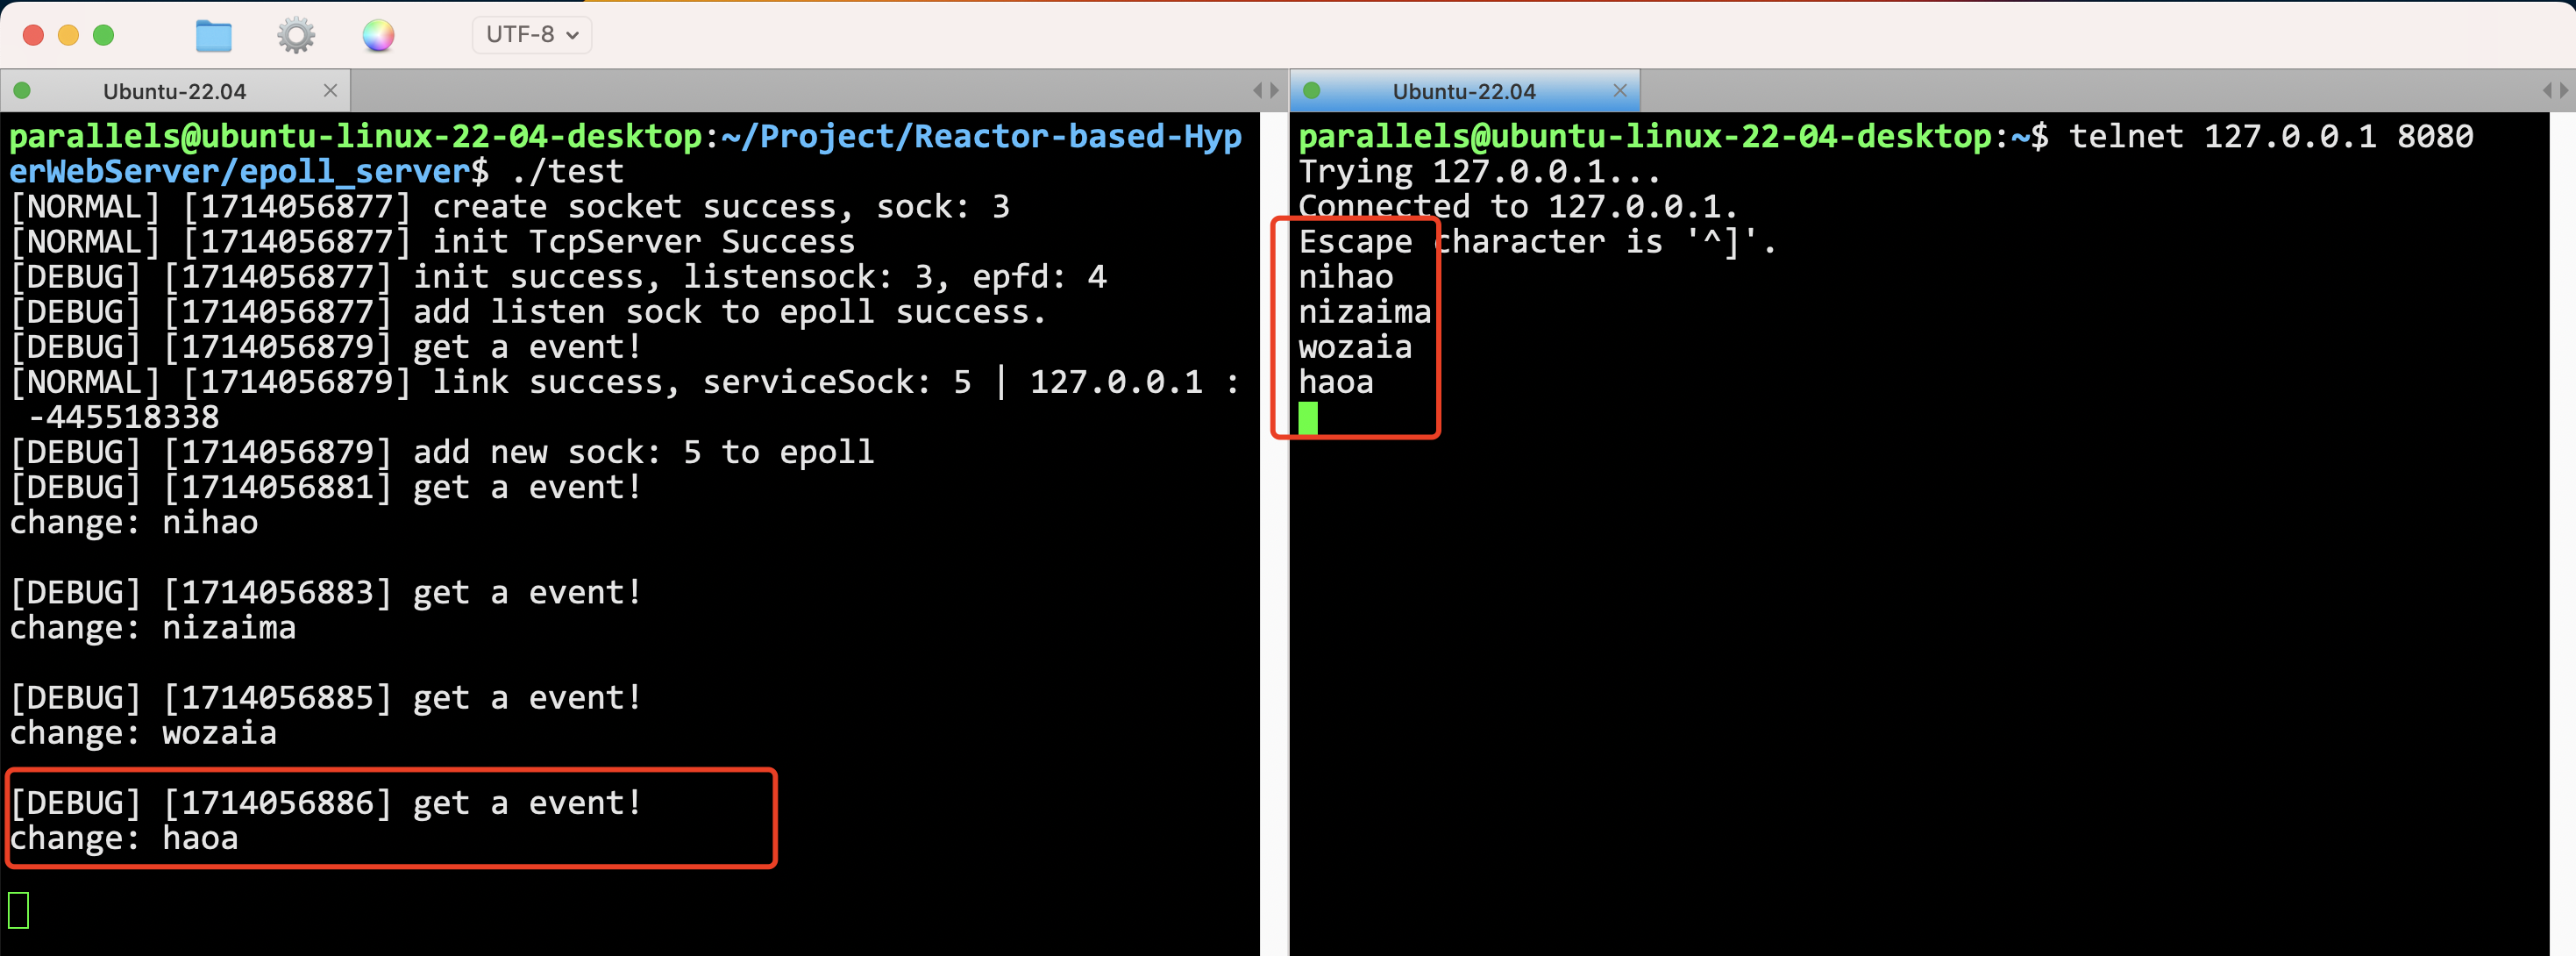 UTF-8
Ubuntu-22.04
parallels@ubuntu-linux-22-04-desktop:~/Project/Reactor-based-Hyp
erWebServer/epoll_server$ ./test
[NORMAL] [1714056877] create socket success, sock: 3
[NORMAL] [1714056877] init TcpServer Success
[DEBUG] [1714056877] init success, listensock: 3, epfd: 4
[DEBUG] [1714056877] add listen sock to epoll success.
[DEBUG] [1714056879] get a event!
[NORMAL] [1714056879] link success, serviceSock: 5 | 127.0.0.1 :
-445518338
[DEBUG] [1714056879] add new sock: 5 to epoll
[DEBUG] [1714056881] get a event!
change: nihao
[DEBUG] [1714056883] get a event!
change: nizaima
[DEBUG] [1714056885] get a event!
change: wozaia
[DEBUG] [1714056886] get a event!
change: haoa
Ubuntu-22.04
parallels@ubuntu-linux-22-04-desktop:~$ telnet 127.0.0.1 8080
Trying 127.0.0.1...
Connected to 127.0.0.1.
Escape character is '^]'.
nihao
nizaima
wozaia
haoa